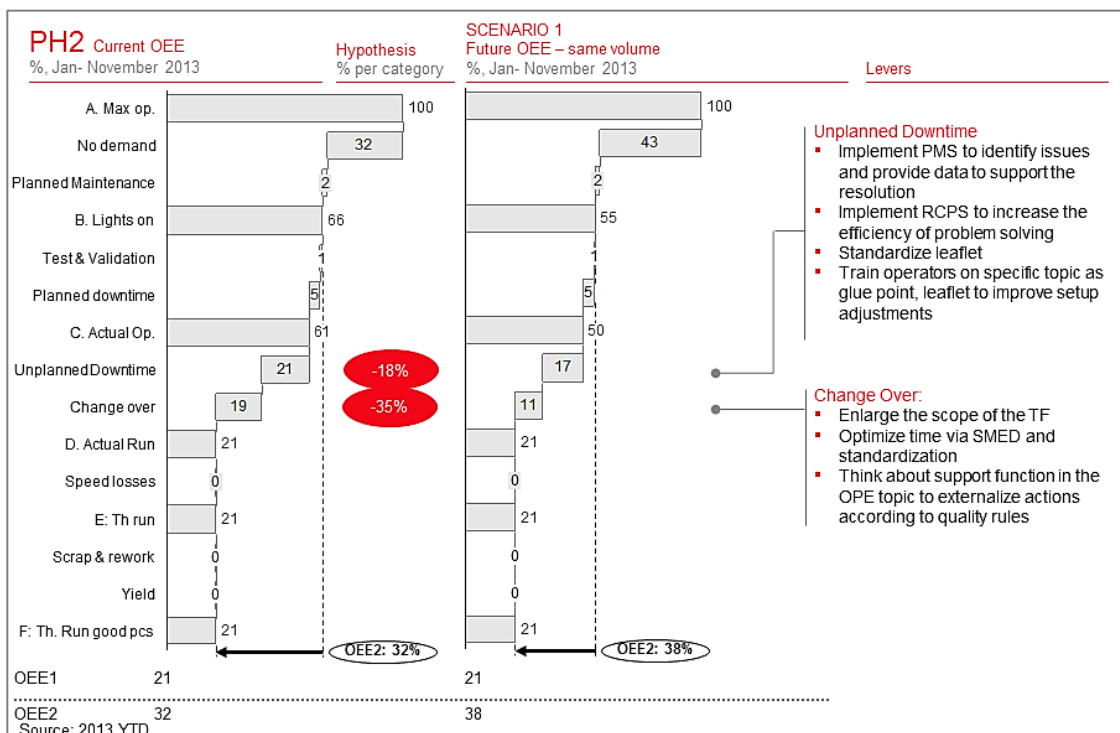 PH2 Current OEE
%, Jan- November 2013
Hypothesis
% per category
SCENARIO 1
Future OEE – same volume
%, Jan- November 2013
Levers
A. Max op.
100
100
No demand
32
43
Planned Maintenance
2
2
B. Lights on
66
55
Test & Validation
1
1
Planned downtime
5
5
C. Actual Op.
61
50
Unplanned Downtime
21
-18%
17
Change over
19
-35%
11
D. Actual Run
21
21
Speed losses
0
0
E: Th run
21
21
Scrap & rework
0
0
Yield
0
0
F: Th. Run good pcs
21
21
OEE2: 32%
OEE2: 38%
OEE1
21
21
OEE2
32
38
Source: 2013 YTD
Unplanned Downtime
▪ Implement PMS to identify issues
and provide data to support the
resolution
▪ Implement RCPS to increase the
efficiency of problem solving
▪ Standardize leaflet
▪ Train operators on specific topic as
glue point, leaflet to improve setup
adjustments
Change Over:
▪ Enlarge the scope of the TF
▪ Optimize time via SMED and
standardization
▪ Think about support function in the
OPE topic to externalize actions
according to quality rules